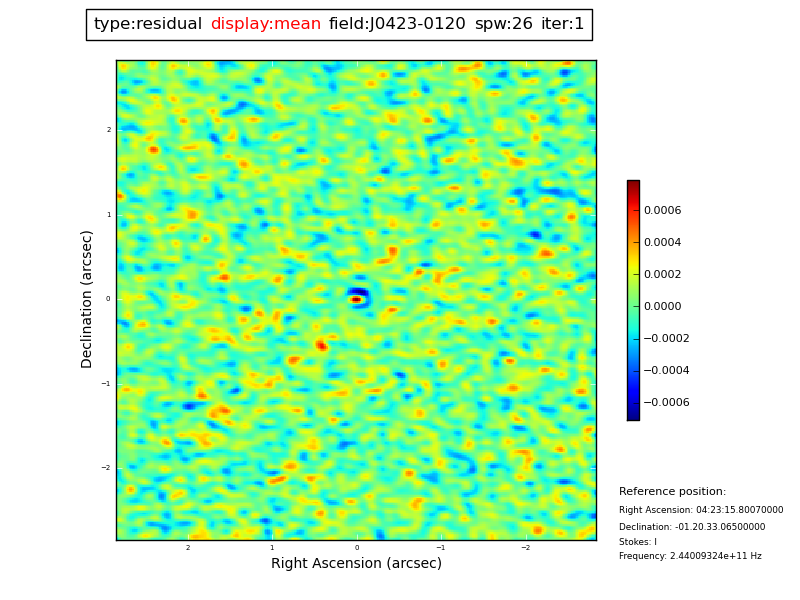 type:residual display:mean field:J0423-0120 spw:26 iter:1
2
1
0
−1
−2
Declination (arcsec)
2 1 0 −1 −2
Right Ascension (arcsec)
0.0006
0.0004
0.0002
0.0000
−0.0002
−0.0004
−0.0006
Reference position:
Right Ascension: 04:23:15.80070000
Declination: -01.20.33.06500000
Stokes: I
Frequency: 2.44009324e+11 Hz